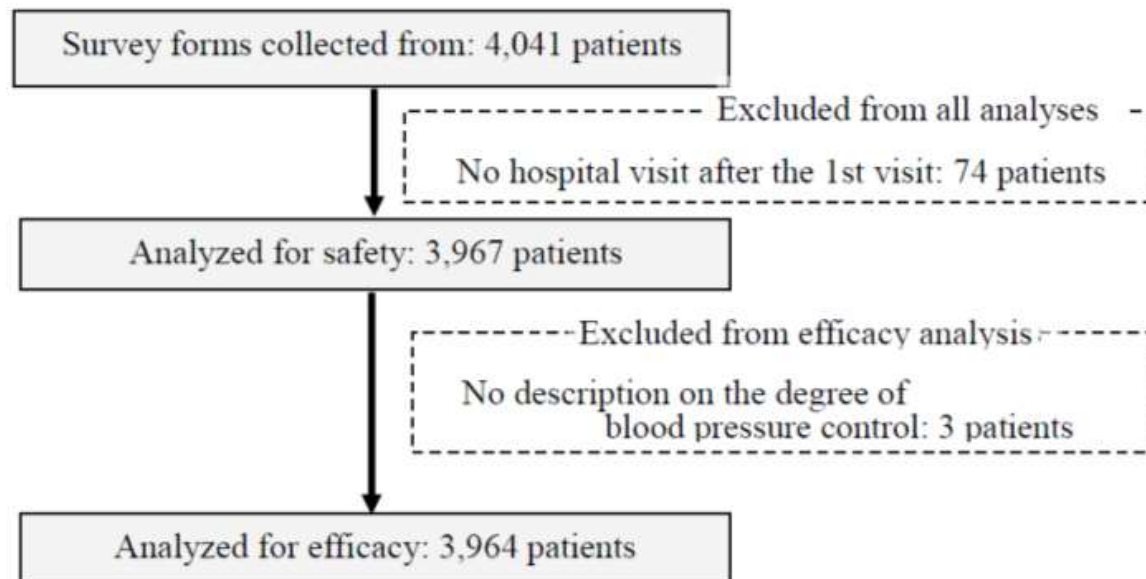 Survey forms collected from: 4,041 patients
Excluded from all analyses
No hospital visit after the 1st visit: 74 patients
Analyzed for safety: 3,967 patients
Excluded from efficacy analysis
No description on the degree of
blood pressure control: 3 patients
Analyzed for efficacy: 3,964 patients